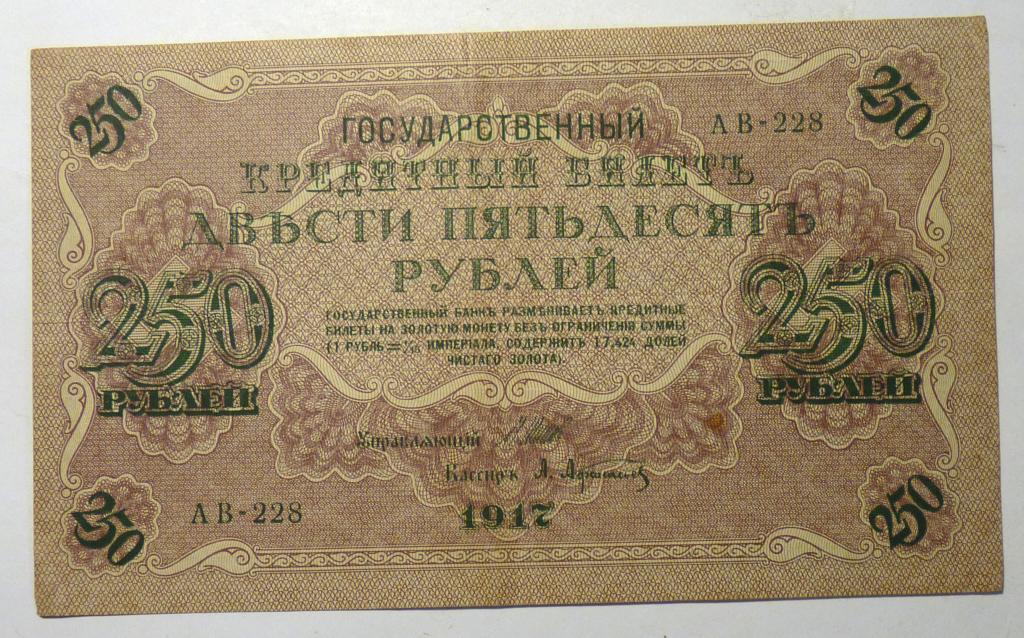 250 250
ГОСУДАРСТВЕННЫЙ АВ-228
КРЕДИТНЫЙ БИЛЕТЪ
ДВѢСТИ ПЯТЬДЕСЯТЪ
РУБЛЕЙ
250 250
РУБЛЕЙ РУБЛЕЙ
ГОСУДАРСТВЕННЫЙ БАНКЪ РАЗМѢНИВАЕТЪ КРЕДИТНЫЕ
БИЛЕТЫ НА ЗОЛОТУЮ МОНЕТУ БЕЗЪ ОГРАНИЧЕНІЯ СУММЫ
(1 РУБЛЬ = 1/15 ИМПЕРІАЛА, СОДЕРЖИТЪ 17,424 ДОЛЕЙ
ЧИСТАГО ЗОЛОТА).
Управляющій
Кассиръ
АВ-228 1917
250 250